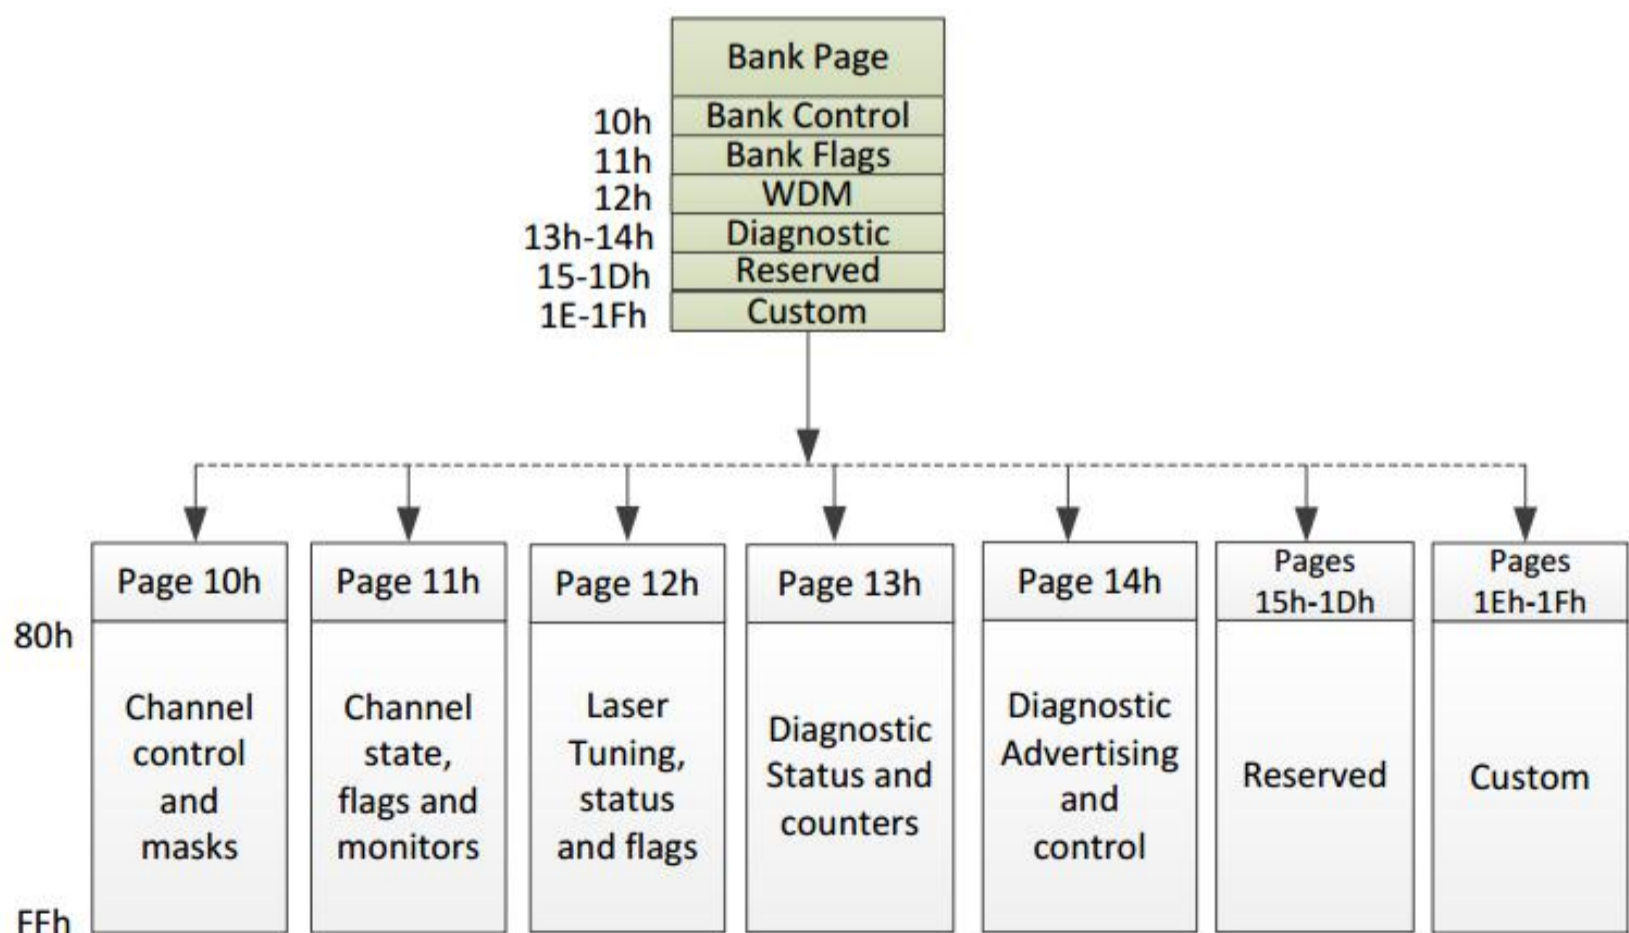 Bank Page
10h Bank Control
11h Bank Flags
12h WDM
13h-14h Diagnostic
15-1Dh Reserved
1E-1Fh Custom
Page 10h
Page 11h
Page 12h
Page 13h
Page 14h
Pages
15h-1Dh
Pages
1Eh-1Fh
80h
Channel
control
and
masks
Channel
state,
flags and
monitors
Laser
Tuning,
status
and flags
Diagnostic
Status and
counters
Diagnostic
Advertising
and
control
Reserved
Custom
FFh